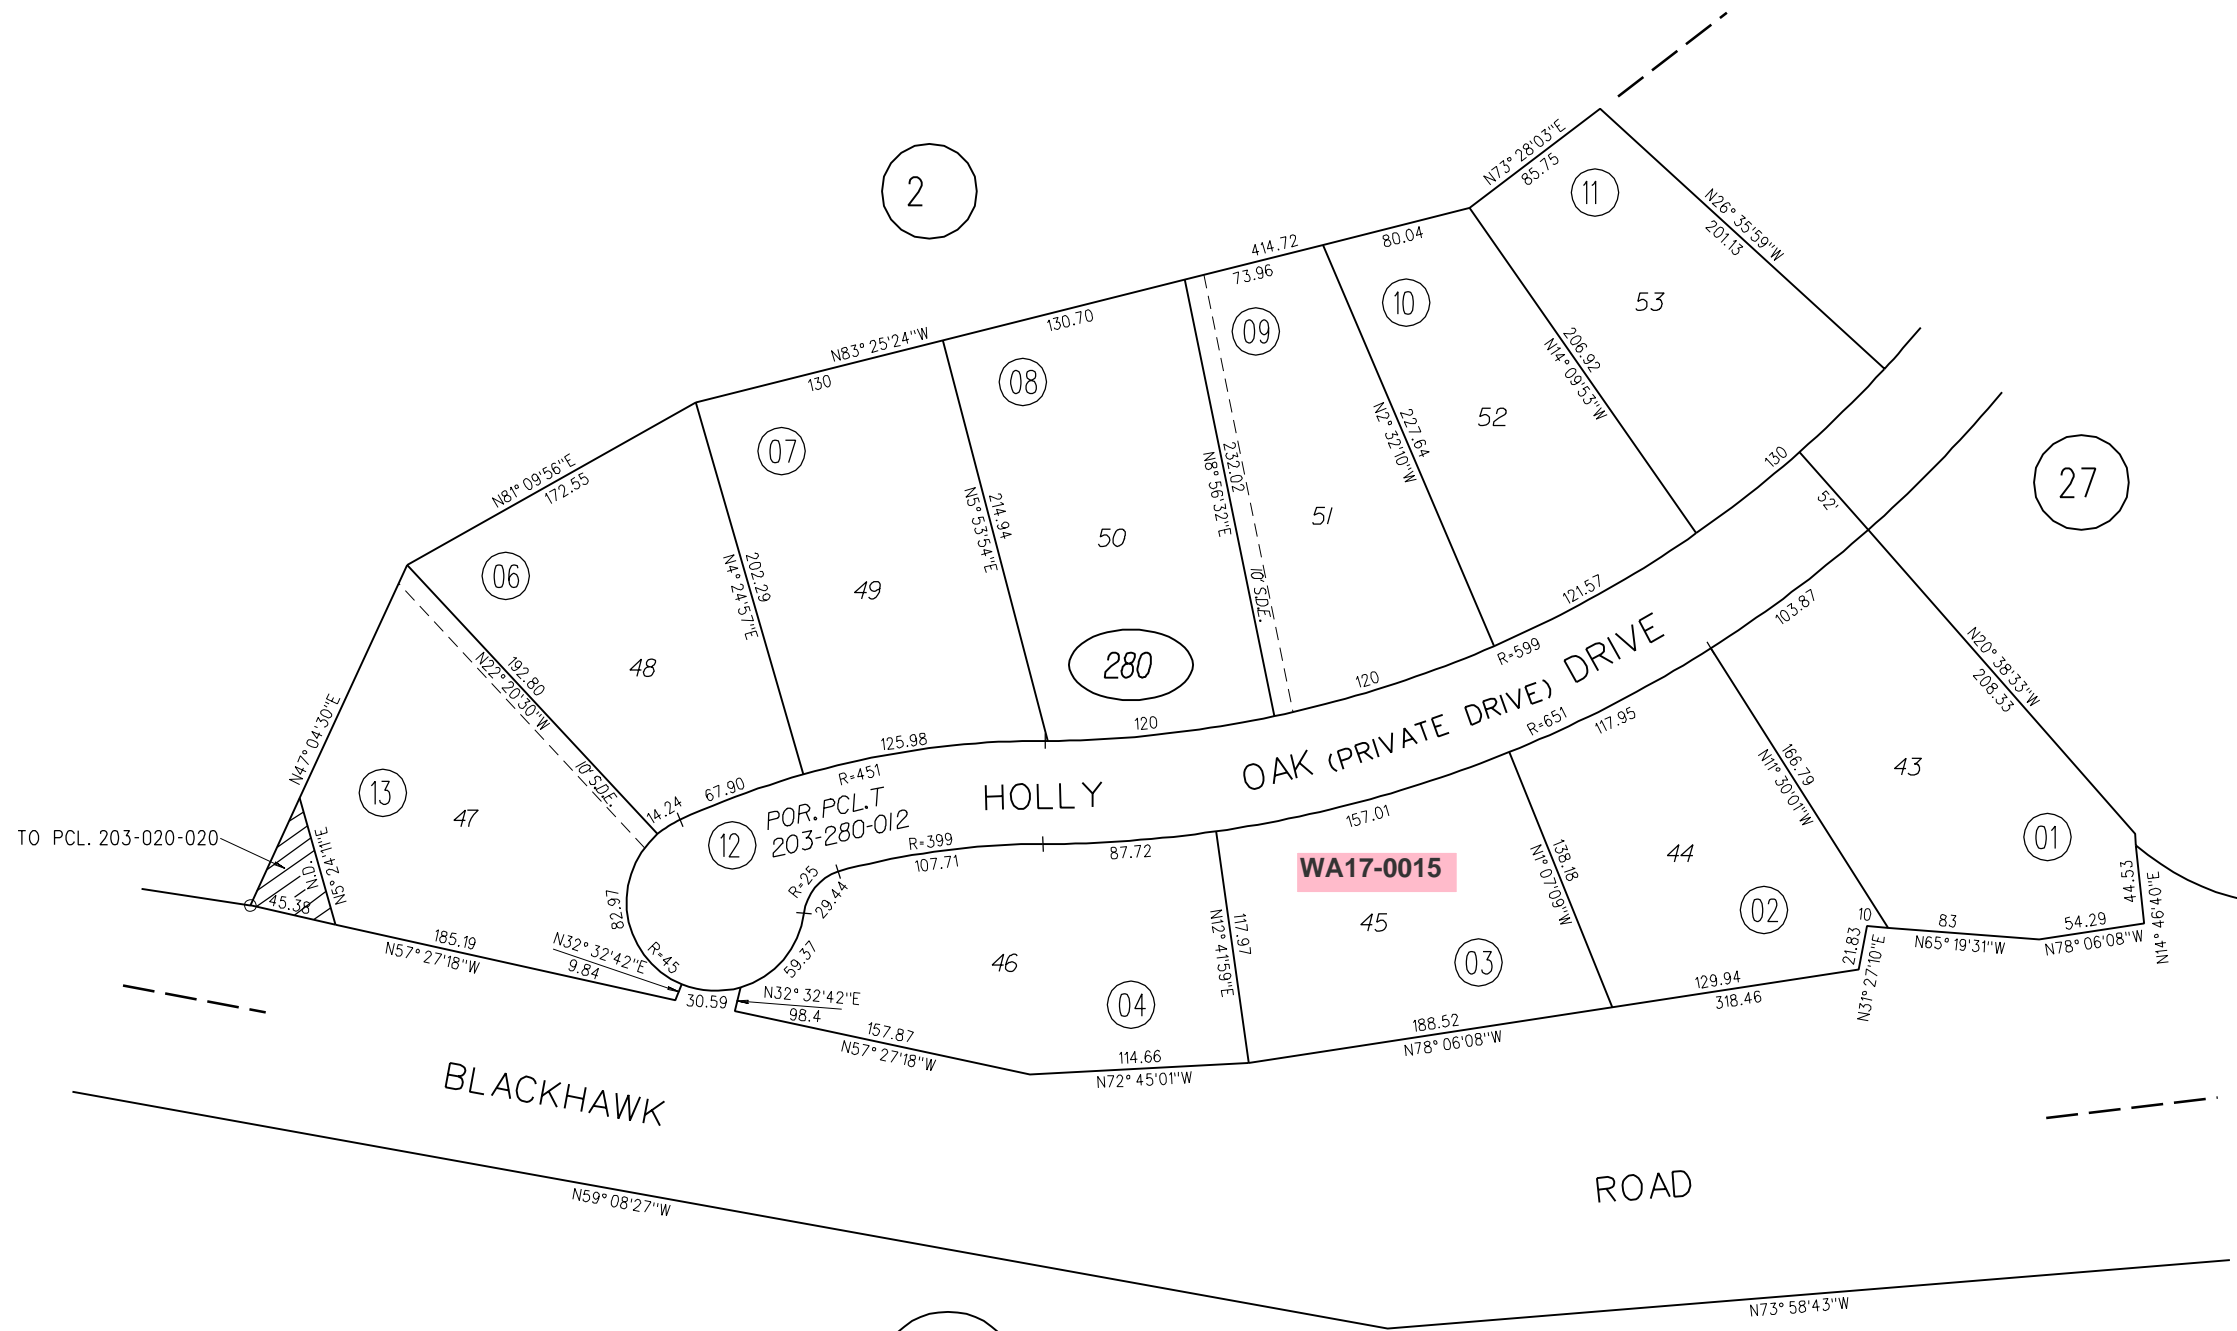 2
N73°28'03"E
85.75
11
N26°35'59"W
201.13
414.72
73.96
80.04
10
53
130.70
09
N83°25'24"W
130
08
206.92
N14°09'53"W
07
52
227.64
N2°32'10"W
232.02
N8°56'32"E
130
27
N81°09'56"E
172.55
214.94
N5°53'54"E
50
51
52'
06
202.29
N4°24'57"E
49
10' S.D.E.
121.57
103.87
192.80
N22°20'30"W
48
280
R=599
N20°38'33"W
208.33
120
120
N47°04'30"E
10' S.D.E.
125.98
R=451
HOLLY OAK (PRIVATE DRIVE) DRIVE
R=651
117.95
166.79
N11°30'01"W
43
13
67.90
14.24
47
POR. PCL. T
203-280-012
12
TO PCL. 203-020-020
N.D.
N5°24'11"E
45.38
R=399
107.71
87.72
157.01
R=25
29.44
WA17-0015
138.18
N1°07'09"W
44
01
44.53
N14°46'40"E
82.97
R=45
59.37
117.97
N12°41'59"E
45
02
10
83
N65°19'31"W
54.29
N78°06'08"W
21.83
N31°27'10"E
185.19
N57°27'18"W
N32°32'42"E
9.84
46
03
30.59
N32°32'42"E
98.4
04
129.94
318.46
157.87
N57°27'18"W
114.66
N72°45'01"W
188.52
N78°06'08"W
BLACKHAWK
ROAD
N59°08'27"W
N73°58'43"W